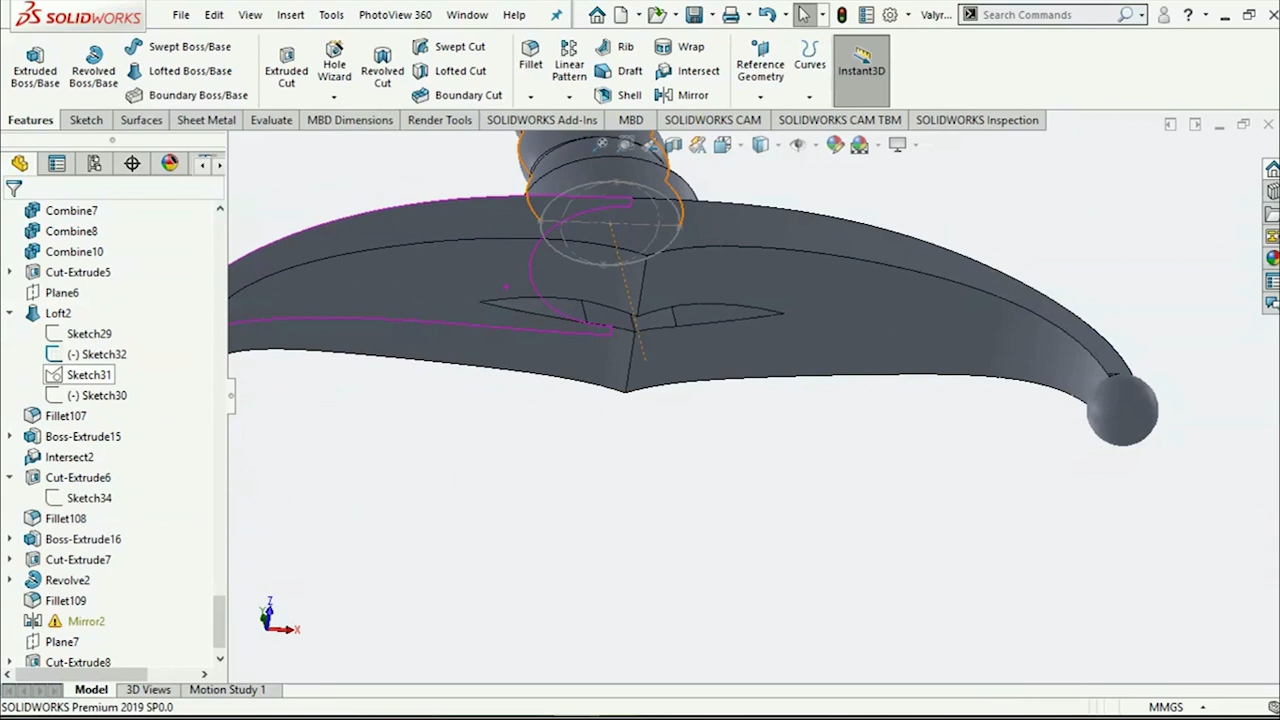 SOLIDWORKS File Edit View Insert Tools PhotoView 360 Window Help Valyr... Search Commands ?
Extruded Boss/Base
Revolved Boss/Base
Swept Boss/Base
Lofted Boss/Base
Boundary Boss/Base
Extruded Cut
Hole Wizard
Revolved Cut
Swept Cut
Lofted Cut
Boundary Cut
Fillet
Linear Pattern
Rib
Draft
Shell
Wrap
Intersect
Mirror
Reference Geometry
Curves
Instant3D
Features Sketch Surfaces Sheet Metal Evaluate MBD Dimensions Render Tools SOLIDWORKS Add-Ins MBD SOLIDWORKS CAM SOLIDWORKS CAM TBM SOLIDWORKS Inspection
Combine7
Combine8
Combine10
Cut-Extrude5
Plane6
Loft2
Sketch29
(-) Sketch32
Sketch31
(-) Sketch30
Fillet107
Boss-Extrude15
Intersect2
Cut-Extrude6
Sketch34
Fillet108
Boss-Extrude16
Cut-Extrude7
Revolve2
Fillet109
Mirror2
Plane7
Cut-Extrude8
Z
Y
X
Model 3D Views Motion Study 1
SOLIDWORKS Premium 2019 SP0.0 MMGS